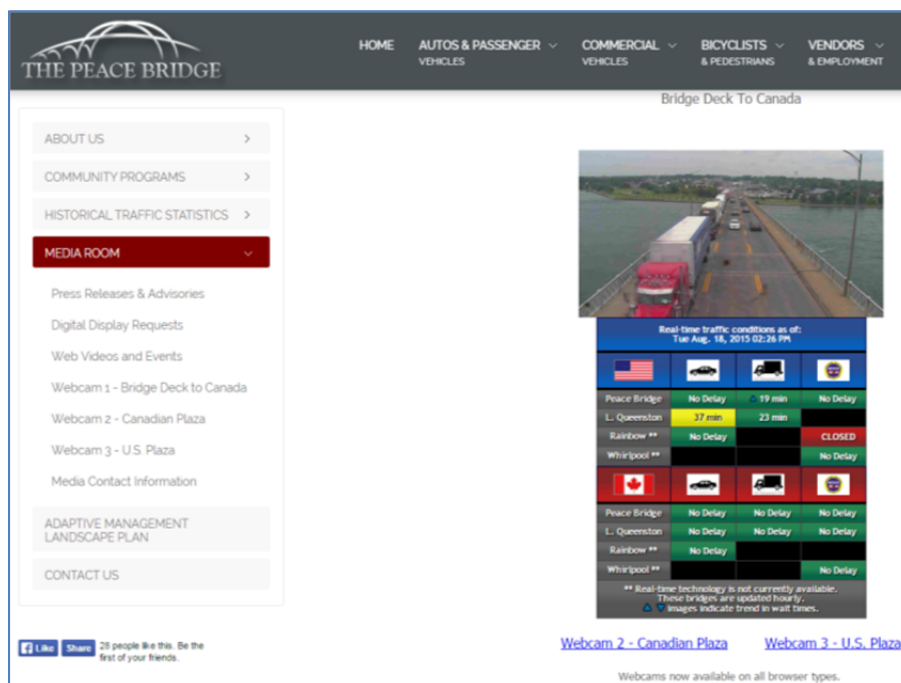 THE PEACE BRIDGE
HOME
AUTOS & PASSENGER
VEHICLES
COMMERCIAL
VEHICLES
BICYCLISTS
& PEDESTRIANS
VENDORS
& EMPLOYMENT
ABOUT US
COMMUNITY PROGRAMS
HISTORICAL TRAFFIC STATISTICS
MEDIA ROOM
Press Releases & Advisories
Digital Display Requests
Web Videos and Events
Webcam 1 - Bridge Deck to Canada
Webcam 2 - Canadian Plaza
Webcam 3 - U.S. Plaza
Media Contact Information
ADAPTIVE MANAGEMENT
LANDSCAPE PLAN
CONTACT US
Like Share 28 people like this. Be the
first of your friends.
Bridge Deck To Canada
Real-time traffic conditions as of:
Tue Aug. 18, 2015 02:26 PM
Peace Bridge No Delay 19 min No Delay
L. Queenston 37 min 23 min
Rainbow ** No Delay CLOSED
Whirlpool ** No Delay
Peace Bridge No Delay No Delay No Delay
L. Queenston No Delay No Delay No Delay
Rainbow ** No Delay
Whirlpool ** No Delay
** Real-time technology is not currently available.
These bridges are updated hourly.
images indicate trend in wait times.
Webcam 2 - Canadian Plaza Webcam 3 - U.S. Plaza
Webcams now available on all browser types.